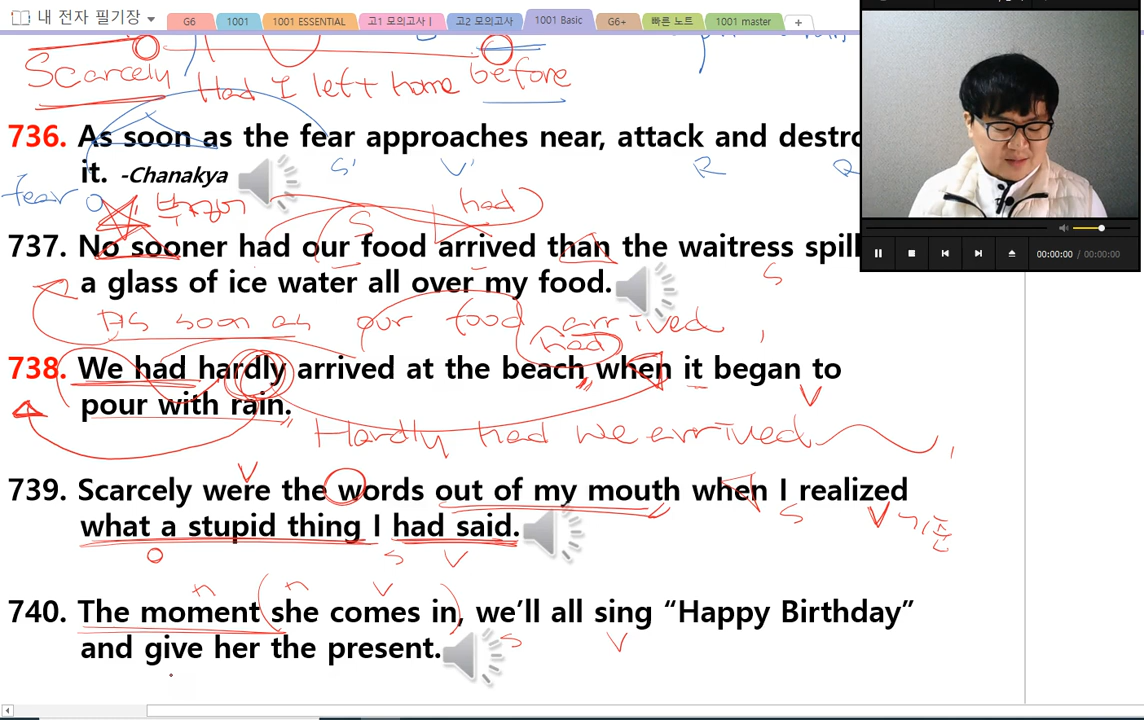 내 전자 필기장
G6 1001 1001 ESSENTIAL 고1 모의고사 I 고2 모의고사 1001 Basic G6+ 빠른 노트 1001 master +
Scarcely Had I left home before
736. As soon as the fear approaches near, attack and destro
S' V' R R
it. -Chanakya
fear 부정어 S had
737. No sooner had our food arrived than the waitress spill
S
a glass of ice water all over my food.
As soon as our food arrived,
had
738. We had hardly arrived at the beach when it began to
V
pour with rain.
Hardly had we arrived ,
V
739. Scarcely were the words out of my mouth when I realized
S V 기준
what a stupid thing I had said.
O S V
n n V
740. The moment she comes in, we’ll all sing “Happy Birthday”
S V
and give her the present.
00:00:00 / 00:00:00